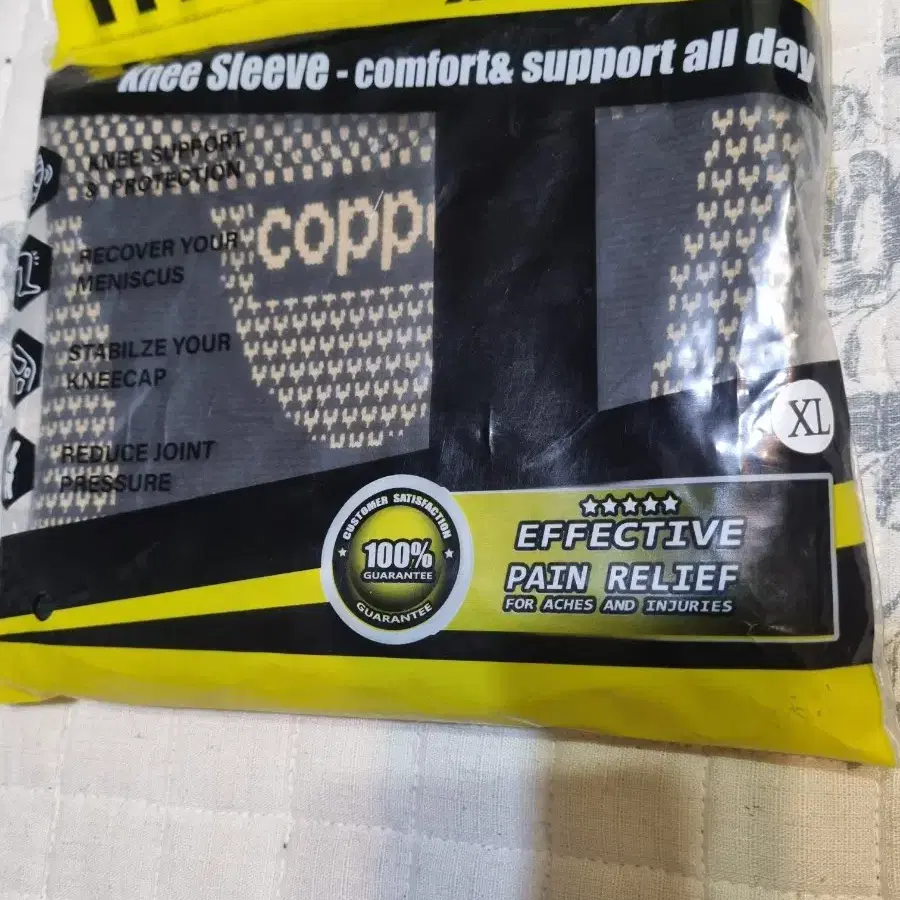 Knee Sleeve - comfort& support all day
KNEE SUPPORT
& PROTECTION
RECOVER YOUR
MENISCUS
STABILZE YOUR
KNEECAP
REDUCE JOINT
PRESSURE
copp
XL
CUSTOMER SATISFACTION
100%
GUARANTEE
GUARANTEE
EFFECTIVE
PAIN RELIEF
FOR ACHES AND INJURIES